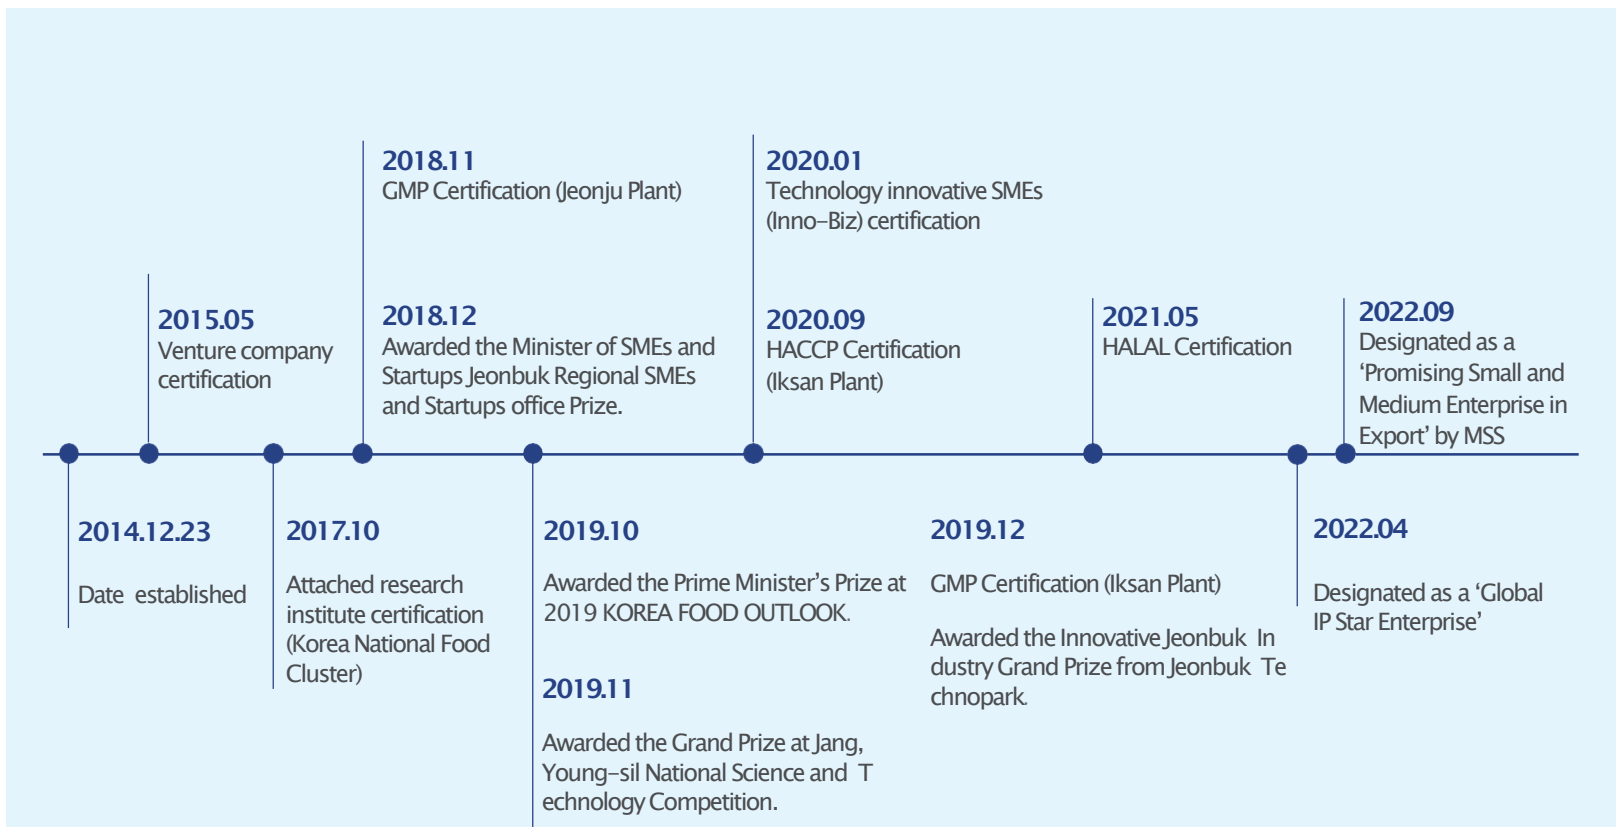 2018.11
GMP Certification (Jeonju Plant)
2020.01
Technology innovative SMEs
(Inno-Biz) certification
2015.05
Venture company
certification
2018.12
Awarded the Minister of SMEs and
Startups Jeonbuk Regional SMEs
and Startups office Prize.
2020.09
HACCP Certification
(Iksan Plant)
2021.05
HALAL Certification
2022.09
Designated as a
‘Promising Small and
Medium Enterprise in
Export’ by MSS
2014.12.23
Date established
2017.10
Attached research
institute certification
(Korea National Food
Cluster)
2019.10
Awarded the Prime Minister’s Prize at
2019 KOREA FOOD OUTLOOK.
2019.11
Awarded the Grand Prize at Jang,
Young-sil National Science and T
echnology Competition.
2019.12
GMP Certification (Iksan Plant)
Awarded the Innovative Jeonbuk In
dustry Grand Prize from Jeonbuk Te
chnopark.
2022.04
Designated as a ‘Global
IP Star Enterprise’